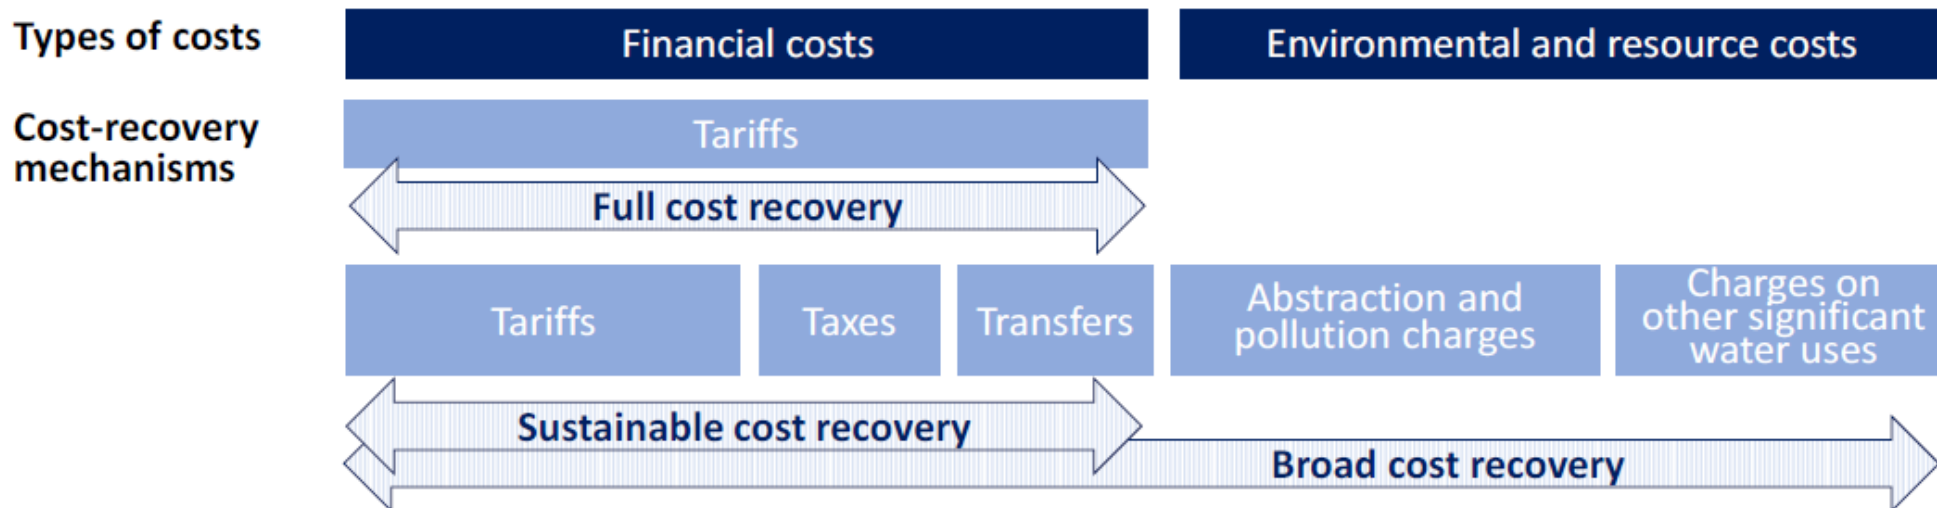 Types of costs
Financial costs
Environmental and resource costs
Cost-recovery
mechanisms
Tariffs
Full cost recovery
Tariffs
Taxes
Transfers
Abstraction and
pollution charges
Charges on
other significant
water uses
Sustainable cost recovery
Broad cost recovery